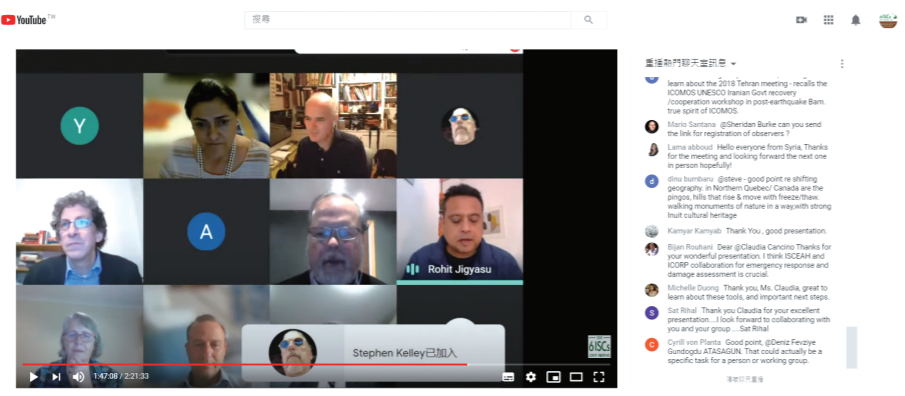 YouTube TW
搜尋
重播熱門聊天室訊息
learn about the 2018 Tehran meeting - recalls the
ICOMOS UNESCO Iranian Govt recovery
/cooperation workshop in post-earthquake Bam.
true spirit of ICOMOS.
Mario Santana @Sheridan Burke can you send
the link for registration of observers ?
Lama abboud Hello everyone from Syria, Thanks
for the meeting and looking forward the next one
in person hopefully!
d
dinu bumbaru @steve - good point re shifting
geography. in Northern Quebec/ Canada are the
pingos, hills that rise & move with freeze/thaw.
walking monuments of nature in a way,with strong
Inuit cultural heritage
Kamyar Kamyab Thank You , good presentation.
Bijan Rouhani Dear @Claudia Cancino Thanks for
your wonderful presentation. I think ISCEAH and
ICORP collaboration for emergency response and
damage assessment is crucial.
Michelle Duong Thank you, Ms. Claudia, great to
learn about these tools, and important next steps.
S
Sat Rihal Thank you Claudia for your excellent
presentation....I look forward to collaborating with
you and your group ....Sat Rihal
C
Cyrill von Planta Good point, @Deniz Fevziye
Gundogdu ATASAGUN. That could actually be a
specific task for a person or working group.
Y
A
Rohit Jigyasu
Stephen Kelley已加入
6ISCs
1:47:08 / 2:21:33